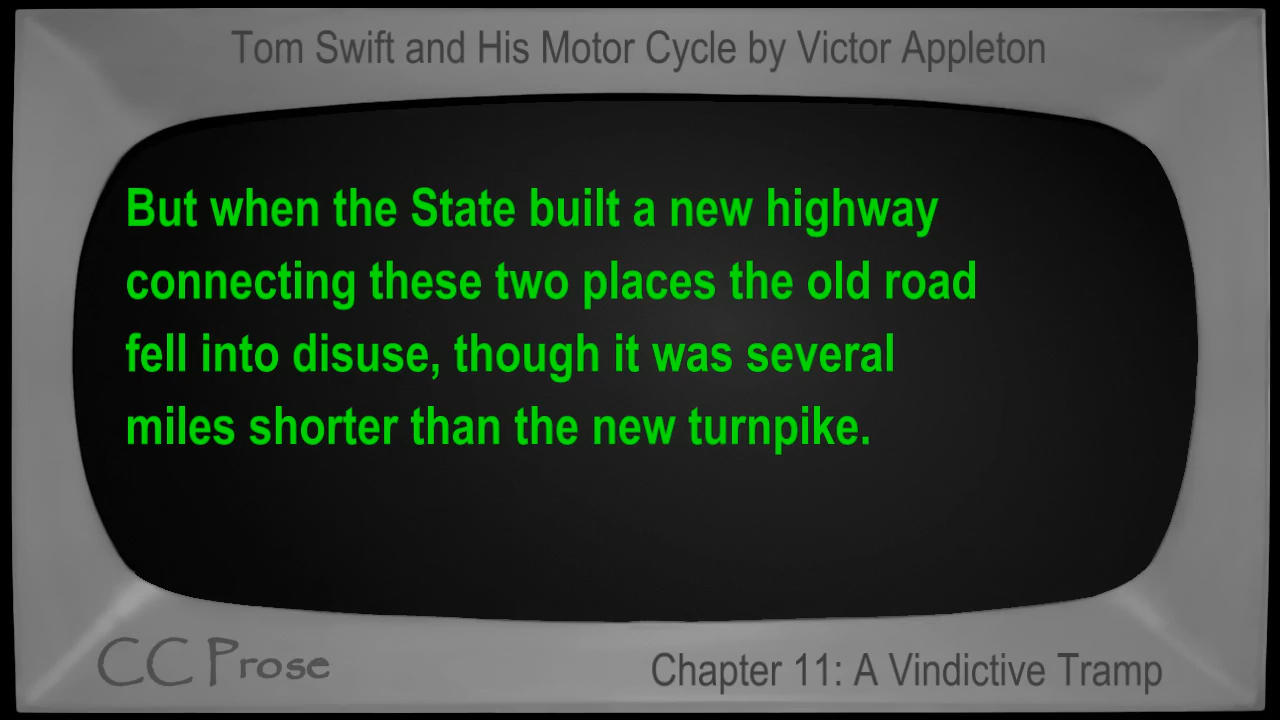 Tom Swift and His Motor Cycle by Victor Appleton
But when the State built a new highway
connecting these two places the old road
fell into disuse, though it was several
miles shorter than the new turnpike.
CC Prose
Chapter 11: A Vindictive Tramp